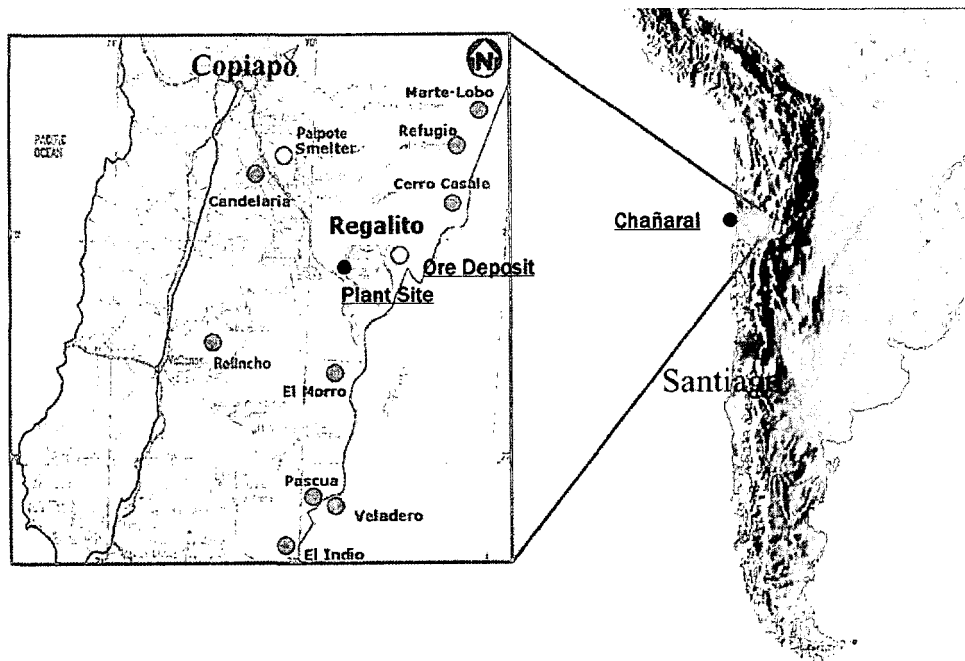 Copiapo
N
Marte-Lobo
PACIFIC
OCEAN
Refugio
Paipote
Smelter
Candelaria
Cerro Casale
Regalito
Ore Deposit
Plant Site
Relincho
El Morro
Pascua
Veladero
El Indio
Chañaral
Santiago